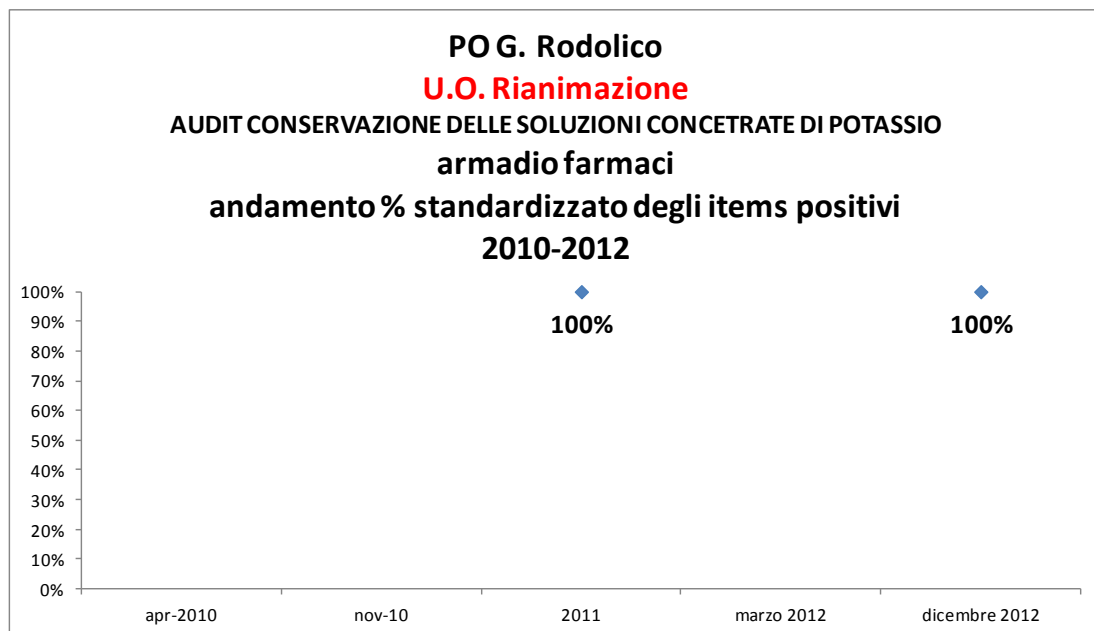 PO G. Rodolico
U.O. Rianimazione
AUDIT CONSERVAZIONE DELLE SOLUZIONI CONCETRATE DI POTASSIO
armadio farmaci
andamento % standardizzato degli items positivi
2010-2012
100%
90%
80%
70%
60%
50%
40%
30%
20%
10%
0%
100%
100%
apr-2010
nov-10
2011
marzo 2012
dicembre 2012